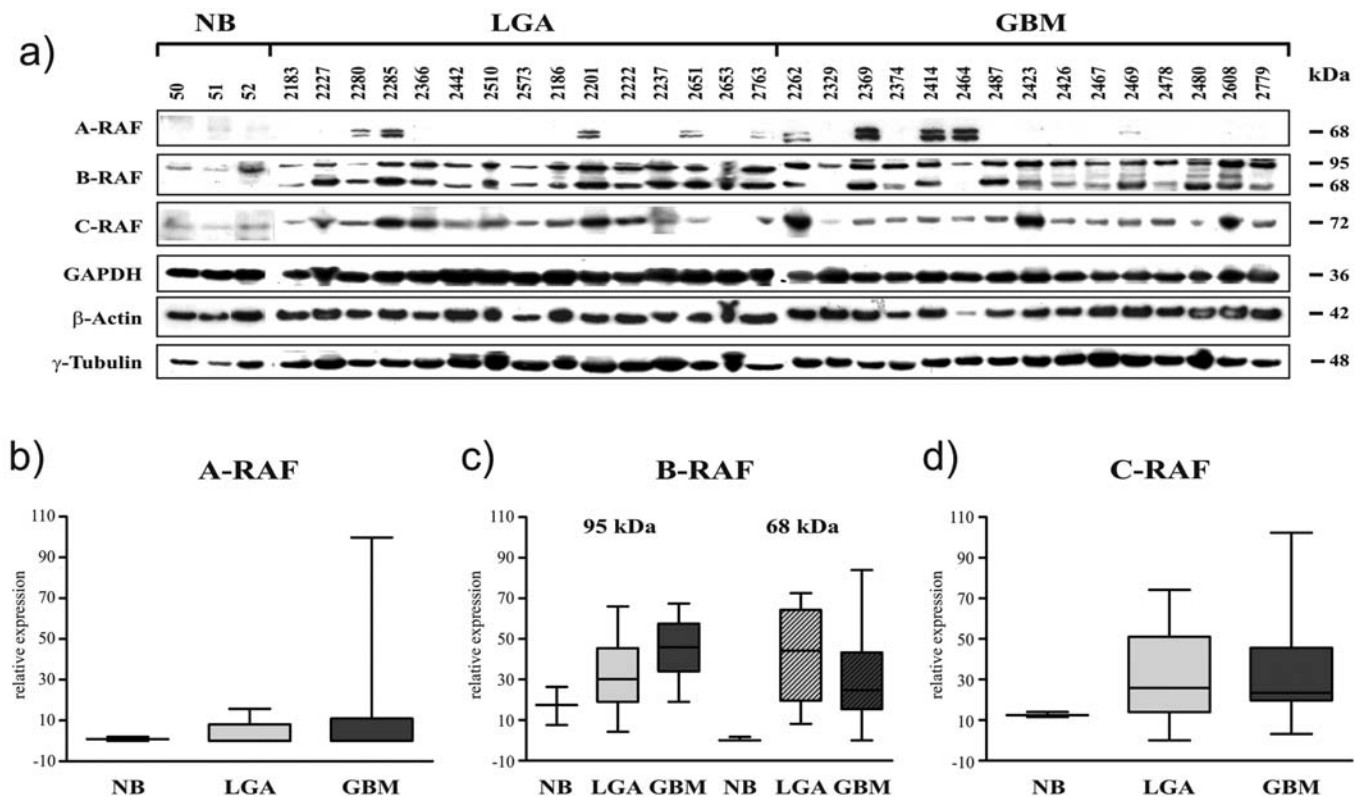 a)
NB LGA GBM
50 51 52 2183 2227 2280 2285 2366 2442 2510 2573 2186 2201 2222 2237 2651 2653 2763 2262 2329 2369 2374 2414 2464 2487 2423 2426 2467 2469 2478 2480 2608 2779 kDa
A-RAF 68
B-RAF 95
68
C-RAF 72
GAPDH 36
β-Actin 42
γ-Tubulin 48
b)
A-RAF
relative expression
110
90
70
50
30
10
-10
NB LGA GBM
c)
B-RAF
95 kDa 68 kDa
relative expression
110
90
70
50
30
10
-10
NB LGA GBM NB LGA GBM
d)
C-RAF
relative expression
110
90
70
50
30
10
-10
NB LGA GBM